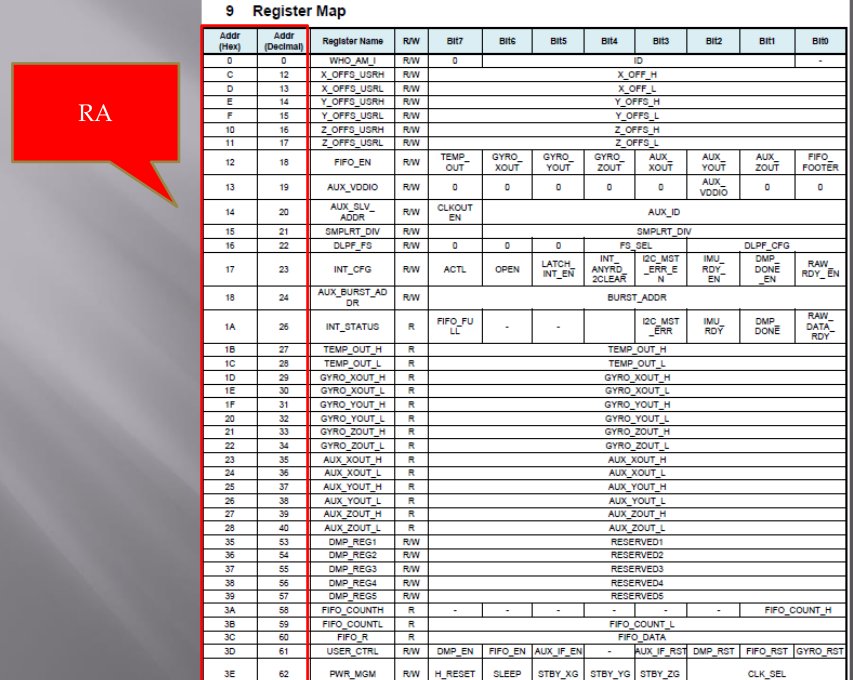 9 Register Map
RA
Addr (Hex) Addr (Decimal) Register Name R/W Bit7 Bit6 Bit5 Bit4 Bit3 Bit2 Bit1 Bit0
0 0 WHO_AM_I R/W 0 ID -
C 12 X_OFFS_USRH R/W X_OFF_H
D 13 X_OFFS_USRL R/W X_OFF_L
E 14 Y_OFFS_USRH R/W Y_OFFS_H
F 15 Y_OFFS_USRL R/W Y_OFFS_L
10 16 Z_OFFS_USRH R/W Z_OFFS_H
11 17 Z_OFFS_USRL R/W Z_OFFS_L
12 18 FIFO_EN R/W TEMP_OUT GYRO_XOUT GYRO_YOUT GYRO_ZOUT AUX_XOUT AUX_YOUT AUX_ZOUT FIFO_FOOTER
13 19 AUX_VDDIO R/W 0 0 0 0 0 AUX_VDDIO 0 0
14 20 AUX_SLV_ADDR R/W CLKOUT EN AUX_ID
15 21 SMPLRT_DIV R/W SMPLRT_DIV
16 22 DLPF_FS R/W 0 0 0 FS_SEL DLPF_CFG
17 23 INT_CFG R/W ACTL OPEN LATCH_INT_EN INT_ANYRD_2CLEAR I2C_MST_ERR_EN IMU_RDY_EN DMP_DONE_EN RAW_RDY_EN
18 24 AUX_BURST_ADDR R/W BURST_ADDR
1A 26 INT_STATUS R FIFO_FULL - - I2C_MST_ERR IMU_RDY DMP_DONE RAW_DATA_RDY
1B 27 TEMP_OUT_H R TEMP_OUT_H
1C 28 TEMP_OUT_L R TEMP_OUT_L
1D 29 GYRO_XOUT_H R GYRO_XOUT_H
1E 30 GYRO_XOUT_L R GYRO_XOUT_L
1F 31 GYRO_YOUT_H R GYRO_YOUT_H
20 32 GYRO_YOUT_L R GYRO_YOUT_L
21 33 GYRO_ZOUT_H R GYRO_ZOUT_H
22 34 GYRO_ZOUT_L R GYRO_ZOUT_L
23 35 AUX_XOUT_H R AUX_XOUT_H
24 36 AUX_XOUT_L R AUX_XOUT_L
25 37 AUX_YOUT_H R AUX_YOUT_H
26 38 AUX_YOUT_L R AUX_YOUT_L
27 39 AUX_ZOUT_H R AUX_ZOUT_H
28 40 AUX_ZOUT_L R AUX_ZOUT_L
35 53 DMP_REG1 R/W RESERVED1
36 54 DMP_REG2 R/W RESERVED2
37 55 DMP_REG3 R/W RESERVED3
38 56 DMP_REG4 R/W RESERVED4
39 57 DMP_REG5 R/W RESERVED5
3A 58 FIFO_COUNTH R - - - - - - FIFO_COUNT_H
3B 59 FIFO_COUNTL R FIFO_COUNT_L
3C 60 FIFO_R R FIFO_DATA
3D 61 USER_CTRL R/W DMP_EN FIFO_EN AUX_IF_EN - AUX_IF_RST DMP_RST FIFO_RST GYRO_RST
3E 62 PWR_MGM R/W H_RESET SLEEP STBY_XG STBY_YG STBY_ZG CLK_SEL